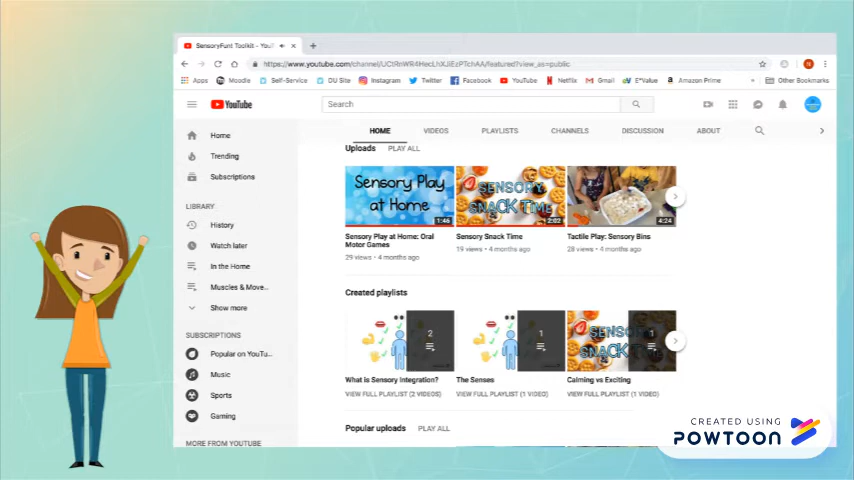 SensoryFunt Toolkit - You
https://www.youtube.com/channel/UCtRnWR4HecLhXJiEzPTchAA/featured?view_as=public
Apps Moodle Self-Service DU Site Instagram Twitter Facebook YouTube Netflix Gmail E*Value Amazon Prime » Other Bookmarks
YouTube Search
HOME VIDEOS PLAYLISTS CHANNELS DISCUSSION ABOUT
Home
Trending
Subscriptions
LIBRARY
History
Watch later
In the Home
Muscles & Move...
Show more
SUBSCRIPTIONS
Popular on YouTu...
Music
Sports
Gaming
MORE FROM YOUTUBE
Uploads PLAY ALL
Sensory Play
at Home
1:46
SENSORY
SNACK TIME
2:02
4:24
Sensory Play at Home: Oral
Motor Games
29 views • 4 months ago
Sensory Snack Time
19 views • 4 months ago
Tactile Play: Sensory Bins
28 views • 4 months ago
Created playlists
2
1
SENSORY
SNACK TIME
1
What is Sensory Integration?
VIEW FULL PLAYLIST (2 VIDEOS)
The Senses
VIEW FULL PLAYLIST (1 VIDEO)
Calming vs Exciting
VIEW FULL PLAYLIST (1 VIDEO)
Popular uploads PLAY ALL
CREATED USING
POWTOON